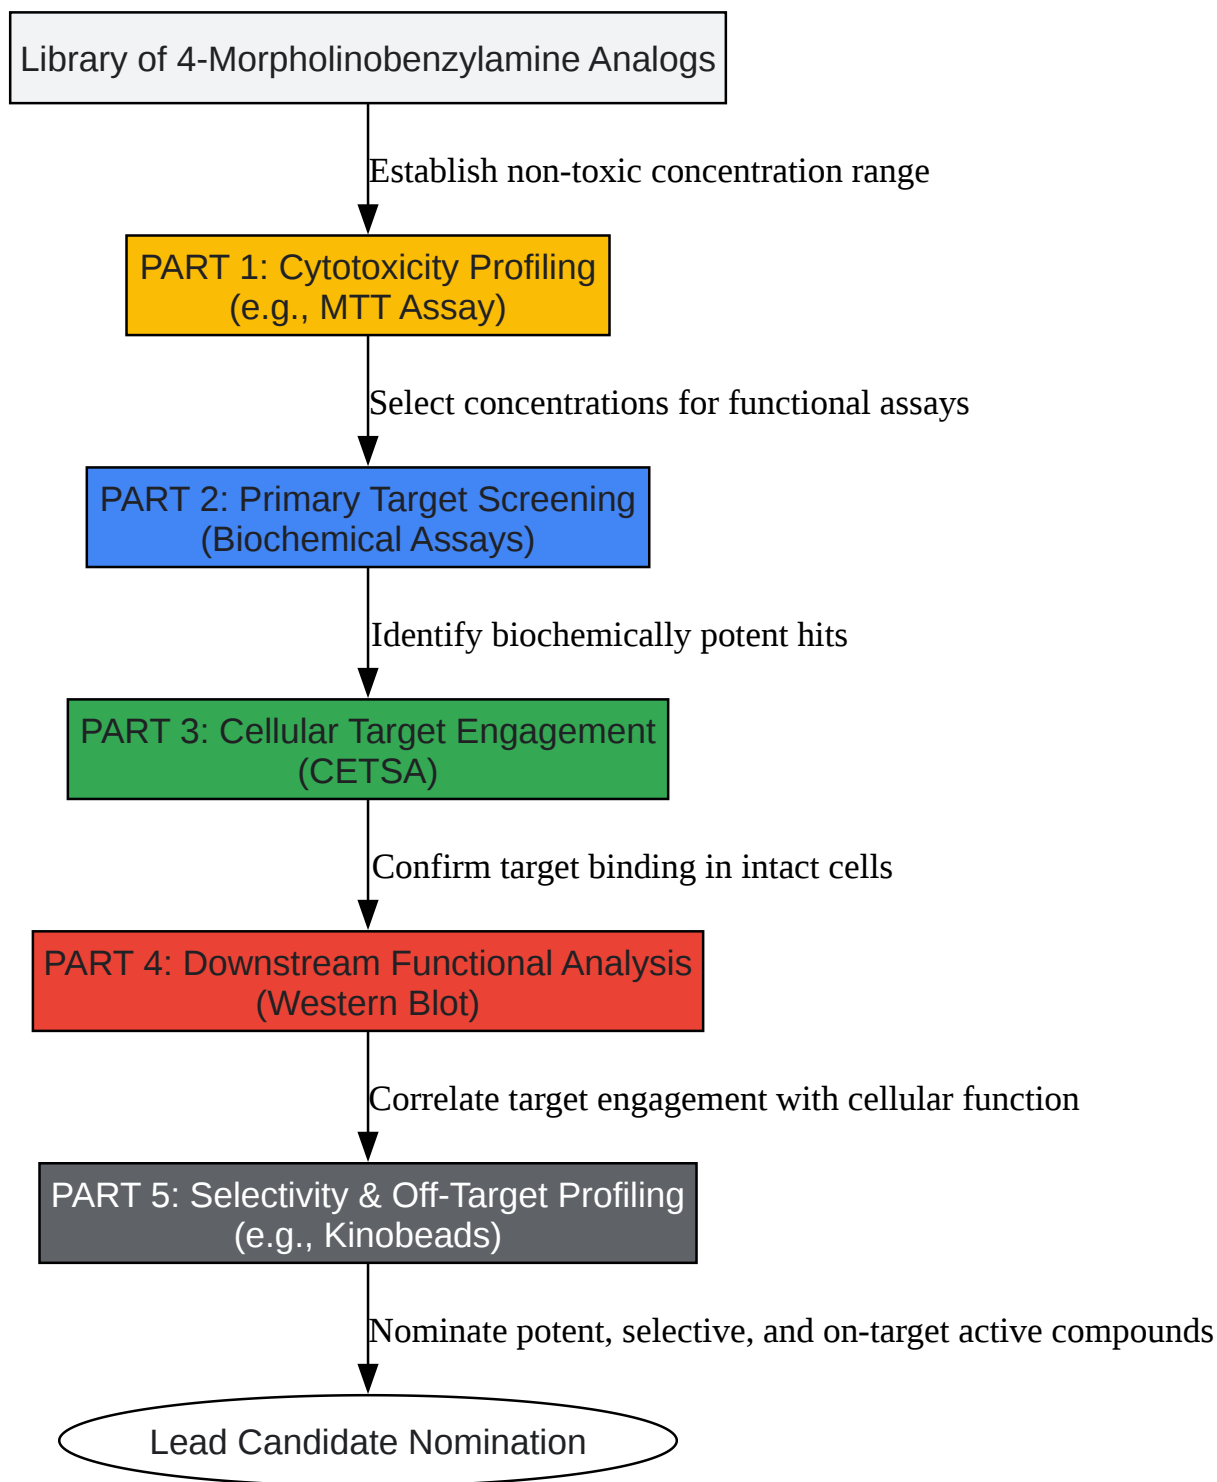 Library of 4-Morpholinobenzylamine Analogs
Establish non-toxic concentration range
PART 1: Cytotoxicity Profiling
(e.g., MTT Assay)
Select concentrations for functional assays
PART 2: Primary Target Screening
(Biochemical Assays)
Identify biochemically potent hits
PART 3: Cellular Target Engagement
(CETSA)
Confirm target binding in intact cells
PART 4: Downstream Functional Analysis
(Western Blot)
Correlate target engagement with cellular function
PART 5: Selectivity & Off-Target Profiling
(e.g., Kinobeads)
Nominate potent, selective, and on-target active compounds
Lead Candidate Nomination